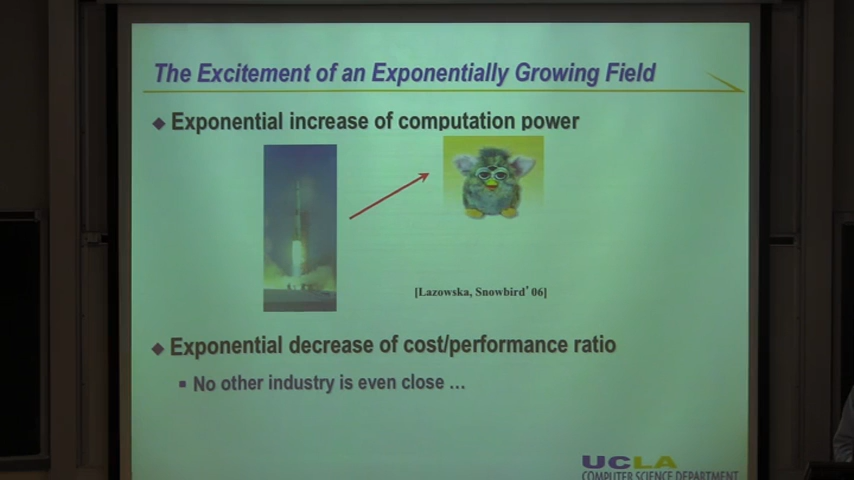 The Excitement of an Exponentially Growing Field
Exponential increase of computation power
[Lazowska, Snowbird' 06]
Exponential decrease of cost/performance ratio
No other industry is even close …
UCLA
COMPUTER SCIENCE DEPARTMENT